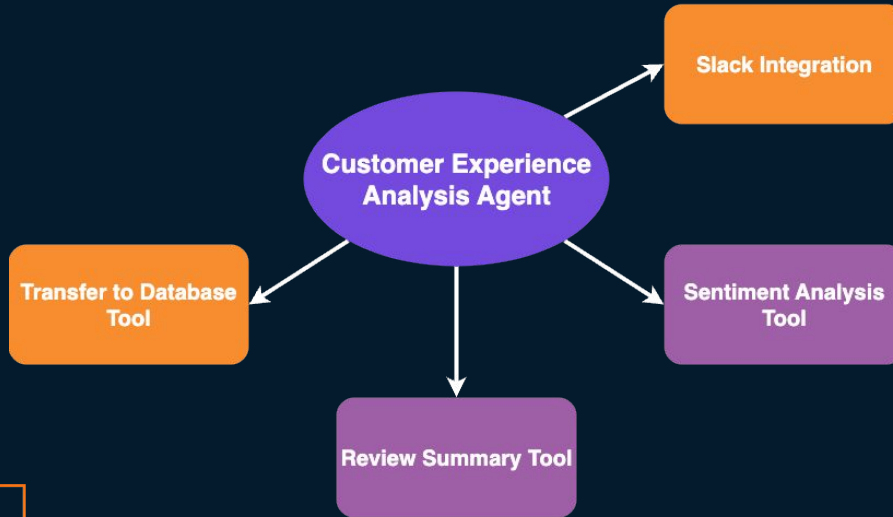 Slack Integration
Customer Experience
Analysis Agent
Transfer to Database
Tool
Sentiment Analysis
Tool
Review Summary Tool